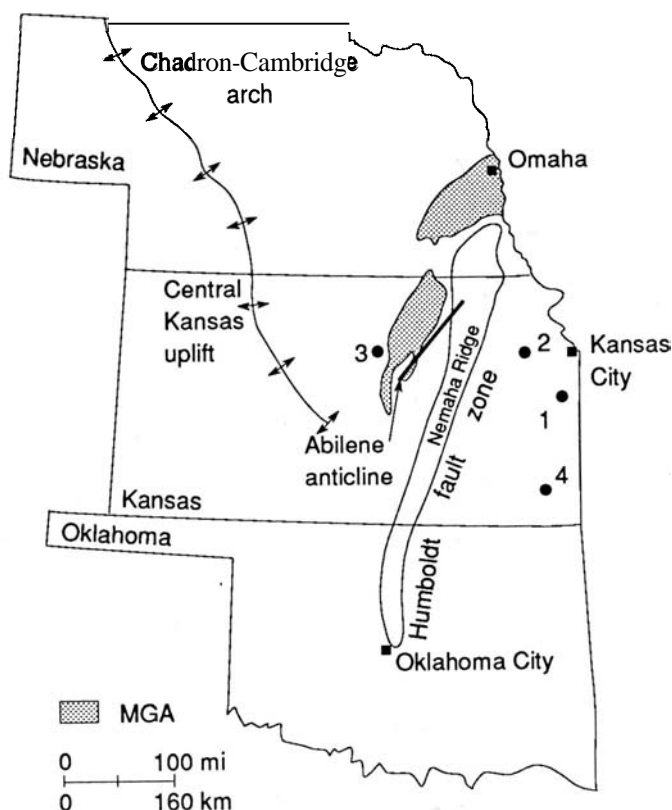 Chadron-Cambridge
arch
Nebraska
Omaha
Central
Kansas
uplift
3
2
Kansas
City
1
Nemaha Ridge
zone
Abilene
anticline
fault
4
Kansas
Oklahoma
Humboldt
Oklahoma City
MGA
0 100 mi
0 160 km